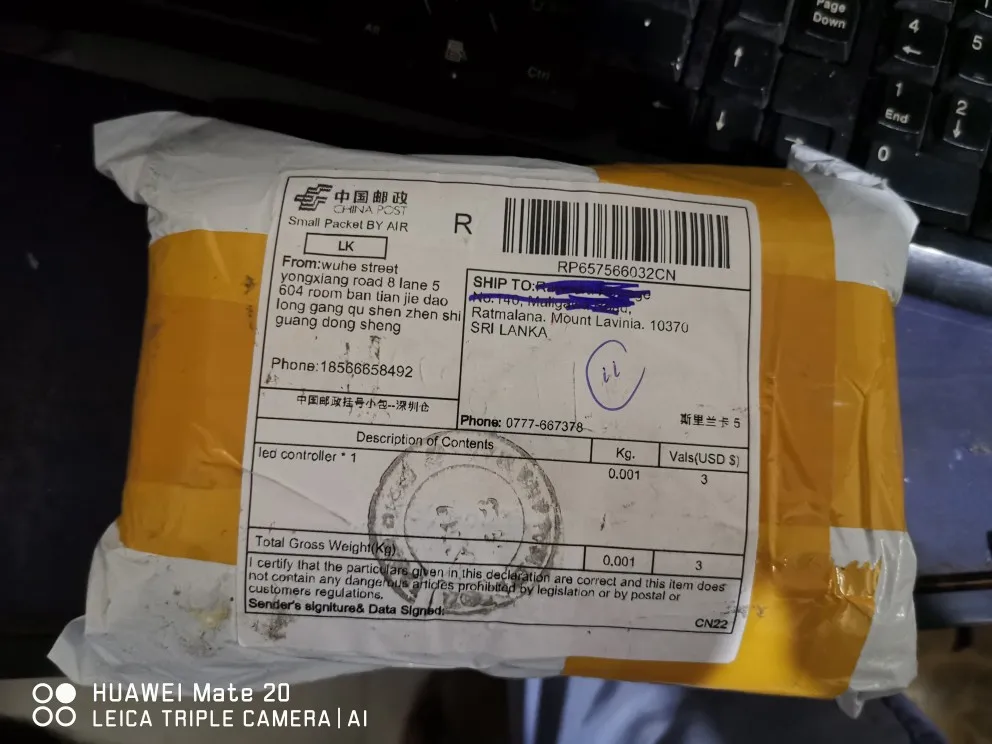 Page
Down
4
5
1
End
2
0
Ctrl
中国邮政
CHINA POST
Small Packet BY AIR
LK
R
RP657566032CN
From:wuhe street
yongxiang road 8 lane 5
604 room ban tian jie dao
long gang qu shen zhen shi
guang dong sheng
Phone:18566658492
中国邮政挂号小包--深圳仓
SHIP TO:
No.140,
Ratmalana. Mount Lavinia. 10370
SRI LANKA
Phone: 0777-667378
斯里兰卡 5
Description of Contents
Kg.
Vals(USD $)
led controller * 1
0.001
3
Total Gross Weight(Kg)
0.001
3
I certify that the particulars given in this declaration are correct and this item does
not contain any dangerous articles prohibited by legislation or by postal or
customers regulations.
Sender's signiture& Data Signed:
CN22
HUAWEI Mate 20
LEICA TRIPLE CAMERA | AI